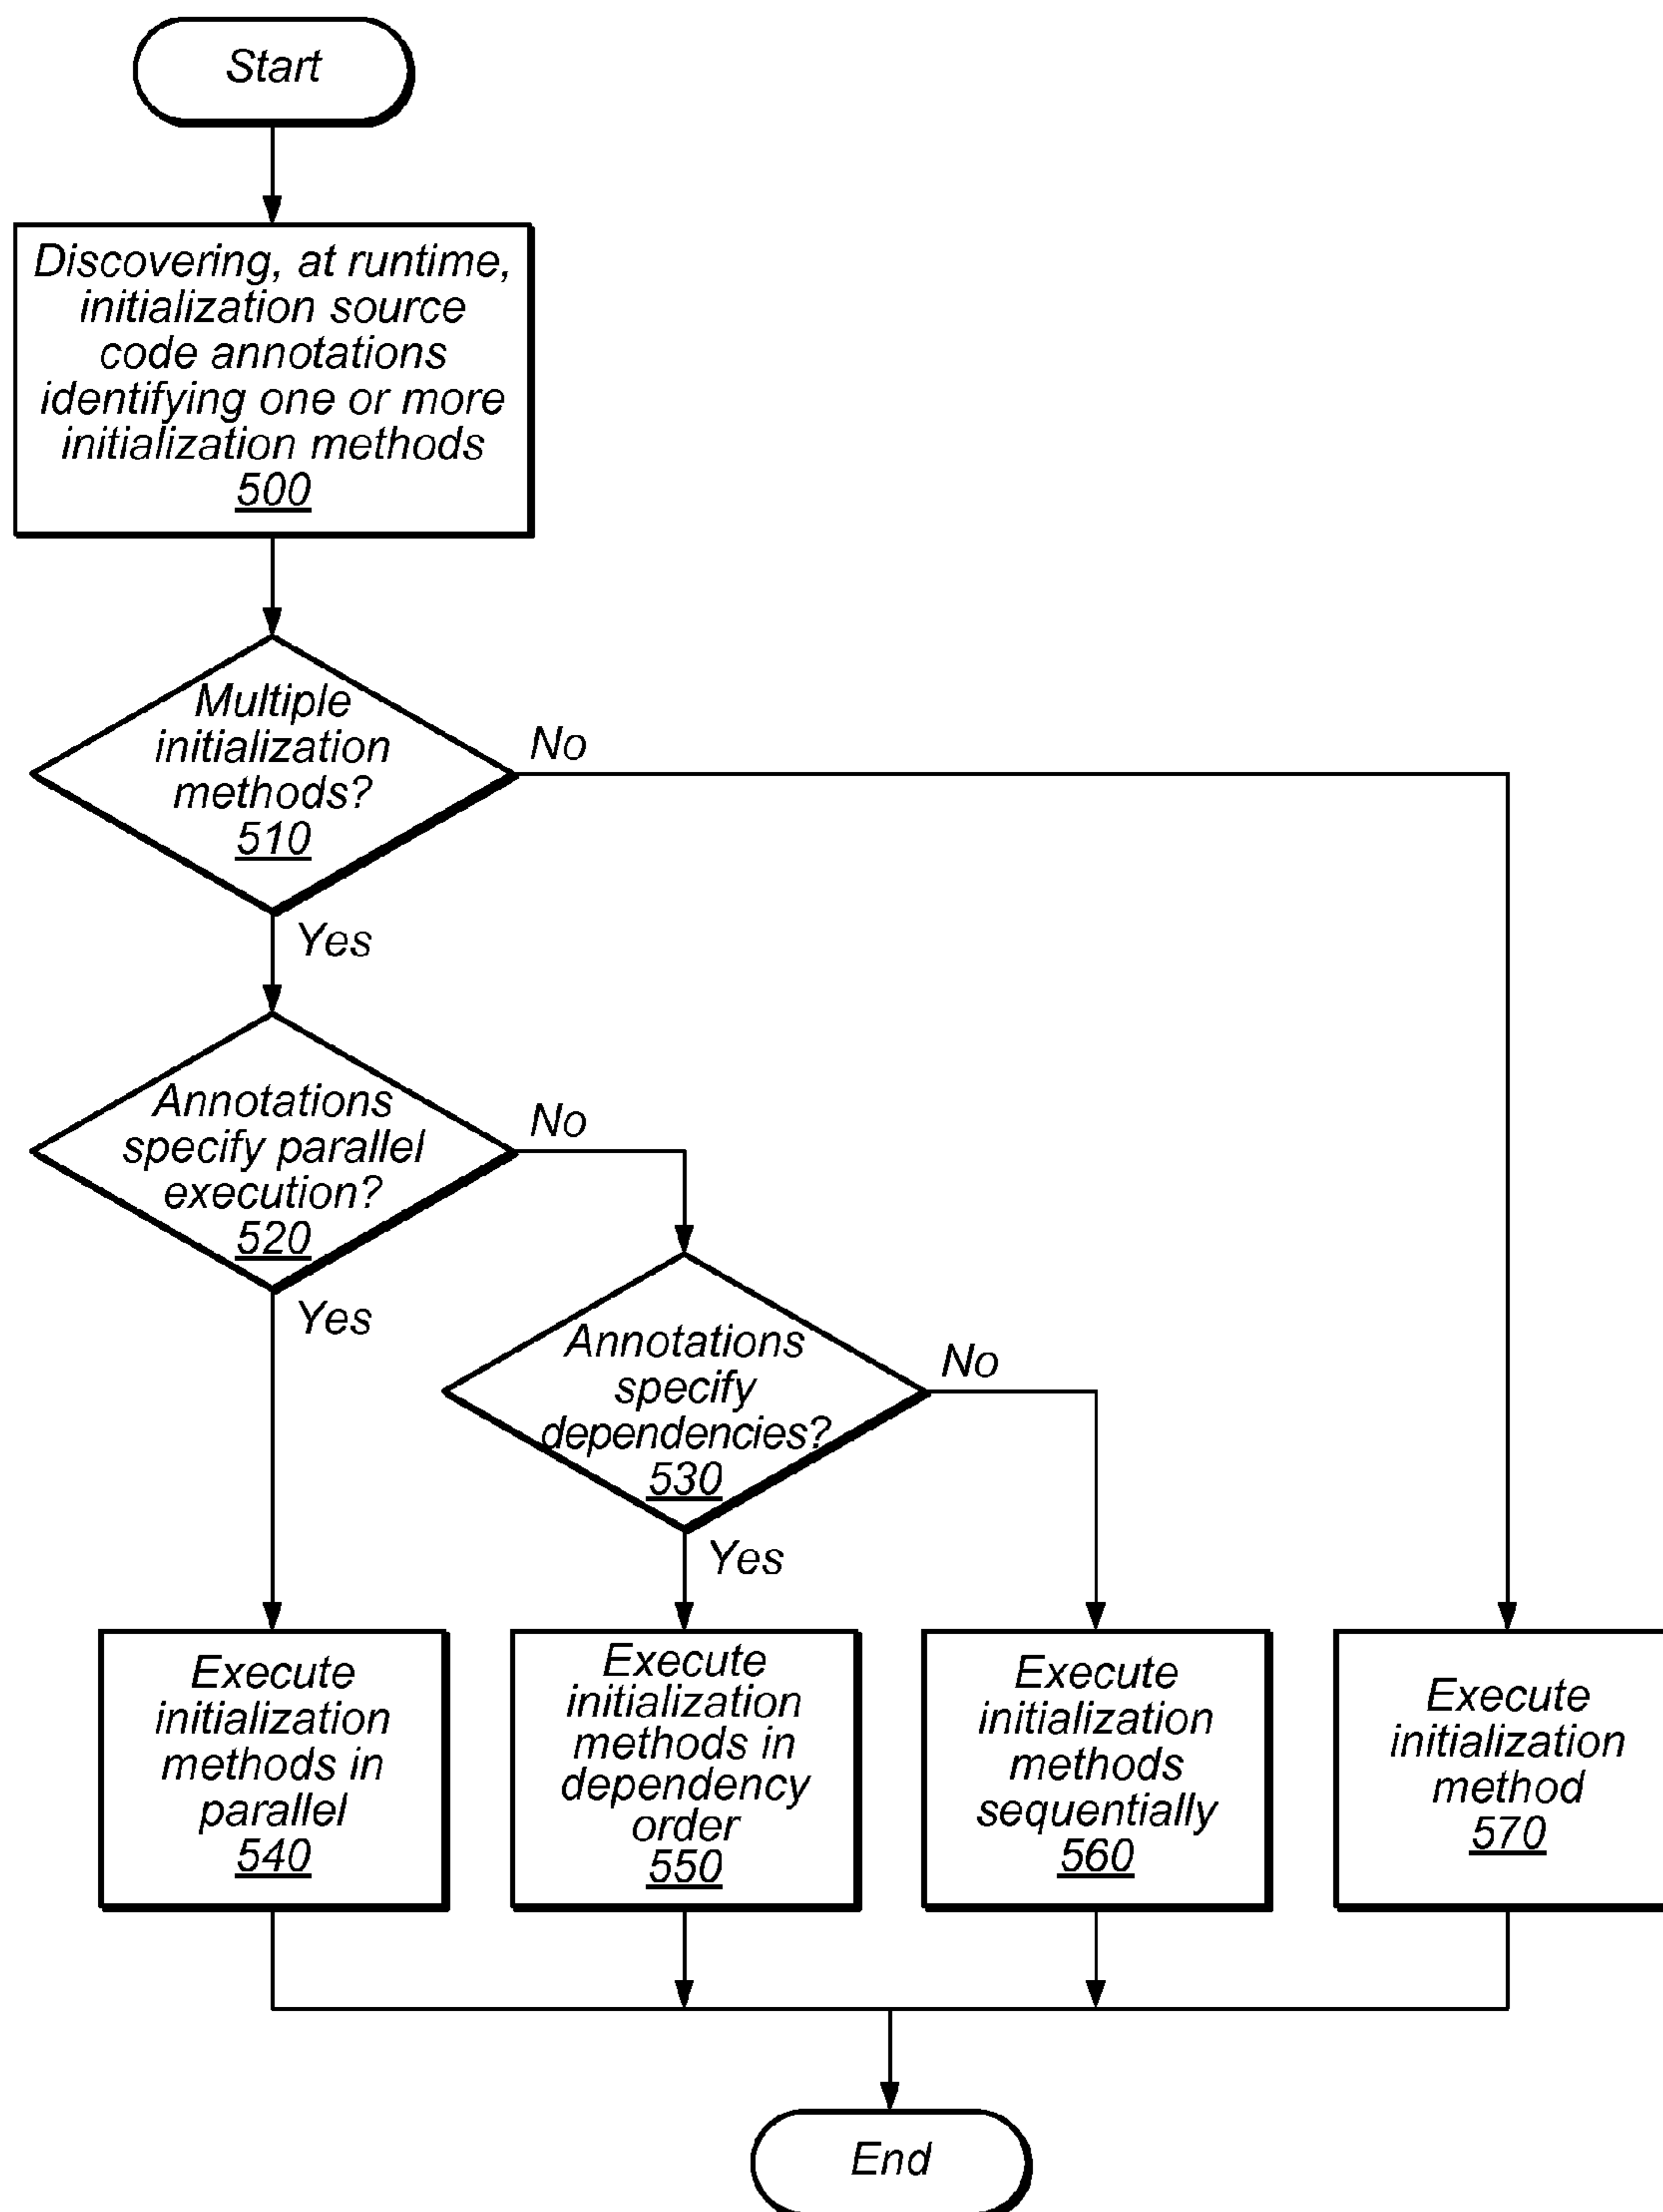 Start
Discovering, at runtime,
initialization source
code annotations
identifying one or more
initialization methods
500
Multiple
initialization
methods?
510
No
Yes
Annotations
specify parallel
execution?
520
No
Yes
Annotations
specify
dependencies?
530
No
Yes
Execute
initialization
methods in
parallel
540
Execute
initialization
methods in
dependency
order
550
Execute
initialization
methods
sequentially
560
Execute
initialization
method
570
End